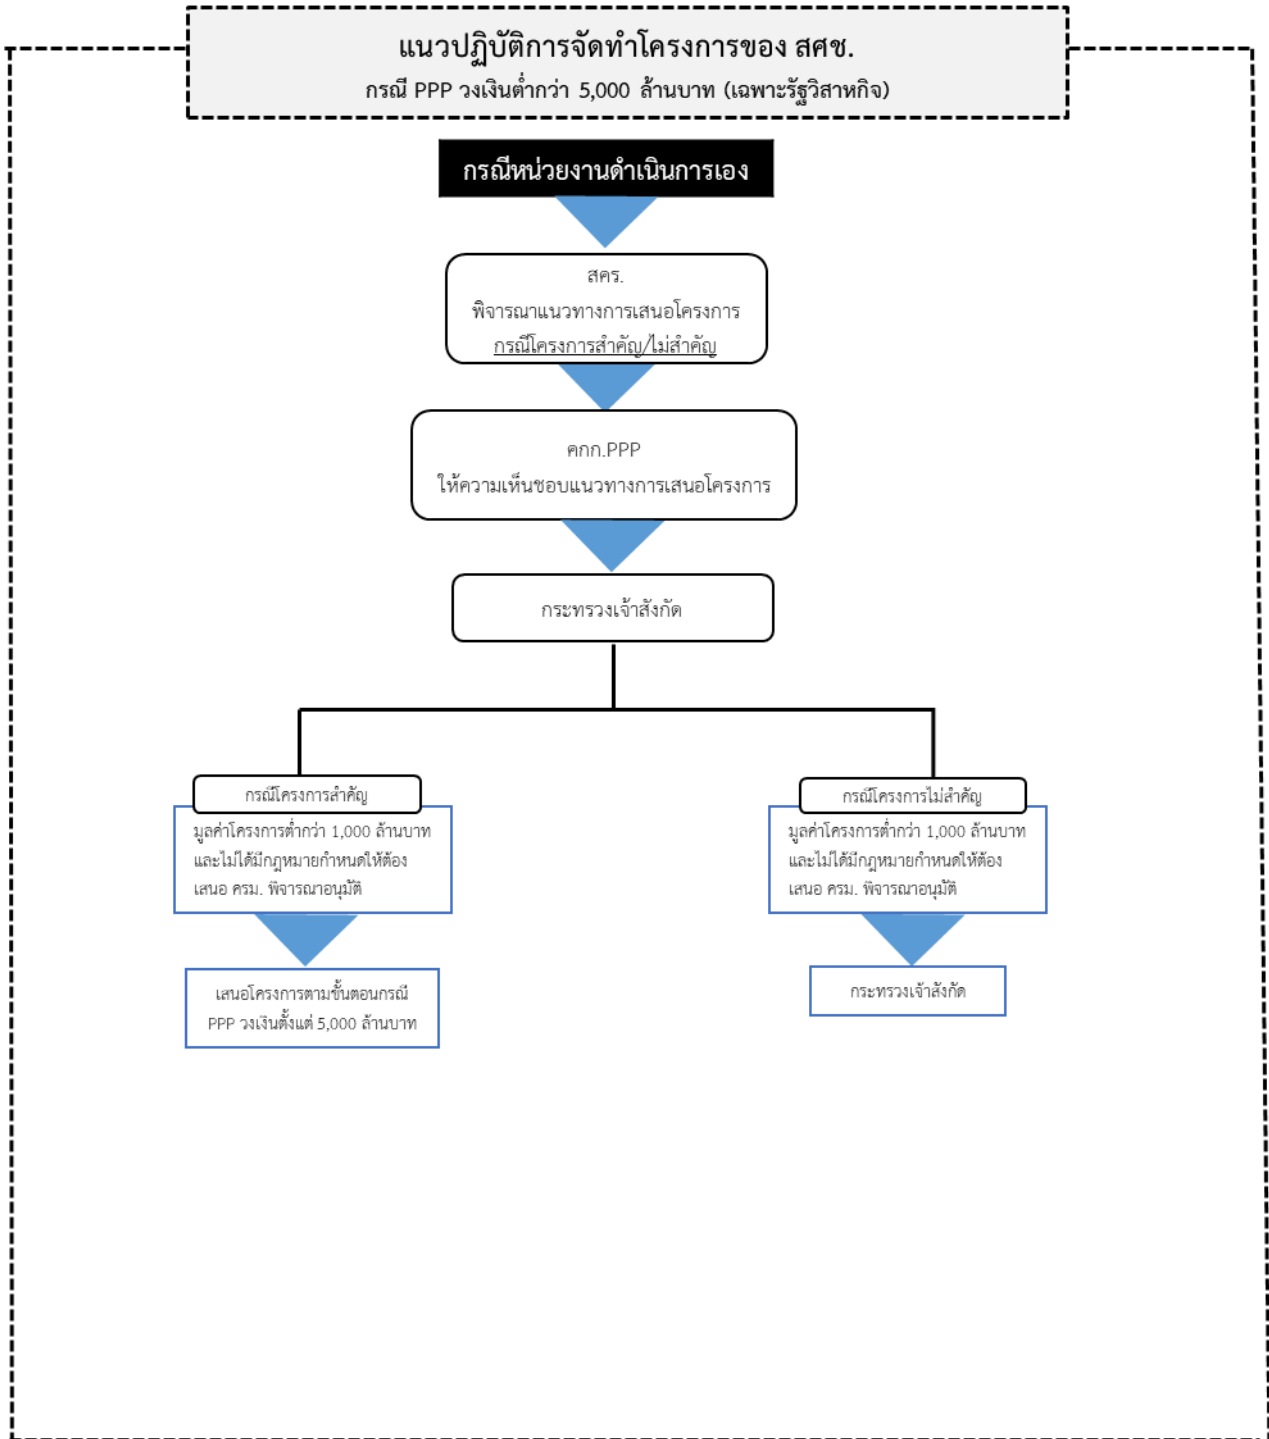 แนวปฏิบัติการจัดทำโครงการของ สศช.
กรณี PPP วงเงินต่ำกว่า 5,000 ล้านบาท (เฉพาะรัฐวิสาหกิจ)
กรณีหน่วยงานดำเนินการเอง
สคร.
พิจารณาแนวทางการเสนอโครงการ
กรณีโครงการสำคัญ/ไม่สำคัญ
คกก.PPP
ให้ความเห็นชอบแนวทางการเสนอโครงการ
กระทรวงเจ้าสังกัด
กรณีโครงการสำคัญ
มูลค่าโครงการต่ำกว่า 1,000 ล้านบาท
และไม่ได้มีกฎหมายกำหนดให้ต้อง
เสนอ ครม. พิจารณาอนุมัติ
เสนอโครงการตามขั้นตอนกรณี
PPP วงเงินตั้งแต่ 5,000 ล้านบาท
กรณีโครงการไม่สำคัญ
มูลค่าโครงการต่ำกว่า 1,000 ล้านบาท
และไม่ได้มีกฎหมายกำหนดให้ต้อง
เสนอ ครม. พิจารณาอนุมัติ
กระทรวงเจ้าสังกัด